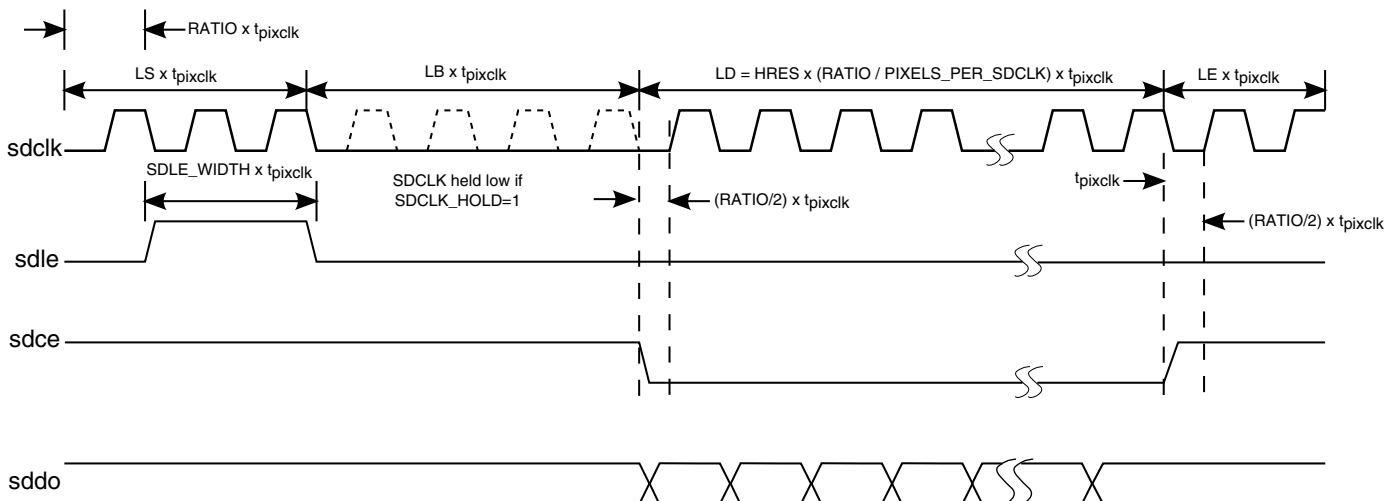 RATIO x tpixclk
LS x tpixclk
LB x tpixclk
LD = HRES x (RATIO / PIXELS_PER_SDCLK) x tpixclk
LE x tpixclk
sdclk
SDLE_WIDTH x tpixclk
SDCLK held low if
SDCLK_HOLD=1
(RATIO/2) x tpixclk
tpixclk
(RATIO/2) x tpixclk
sdle
sdce
sddo